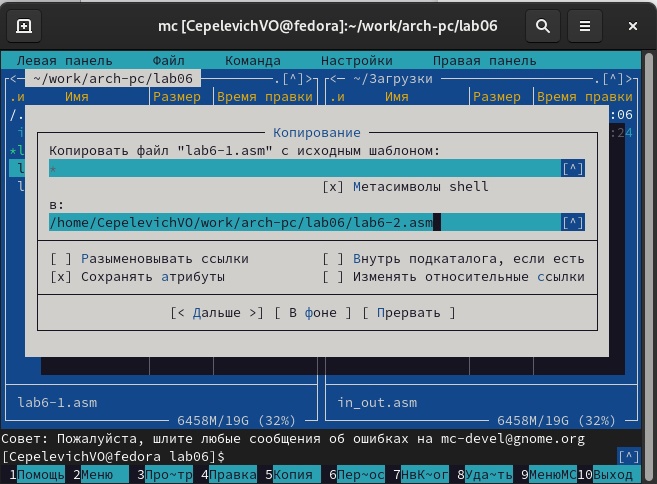 mc [CepelevichVO@fedora]:~/work/arch-pc/lab06
Левая панель Файл Команда Настройки Правая панель
<— ~/work/arch-pc/lab06 .[^]> <— ~/Загрузки .[^]>
.и Имя Размер Время правки .и Имя Размер Время правки
/. :06
:24
Копирование
Копировать файл "lab6-1.asm" с исходным шаблоном:
* [^]
[x] Метасимволы shell
в:
/home/CepelevichVO/work/arch-pc/lab06/lab6-2.asm [^]
[ ] Разыменовывать ссылки [ ] Внутрь подкаталога, если есть
[x] Сохранять атрибуты [ ] Изменять относительные ссылки
[< Дальше >] [ В фоне ] [ Прервать ]
lab6-1.asm in_out.asm
6458M/19G (32%) 6458M/19G (32%)
Совет: Пожалуйста, шлите любые сообщения об ошибках на mc-devel@gnome.org
[CepelevichVO@fedora lab06]$ [^]
1Помощь 2Меню 3Про~тр 4Правка 5Копия 6Пер~ос 7НвК~ог 8Уда~ть 9МенюMC 10Выход